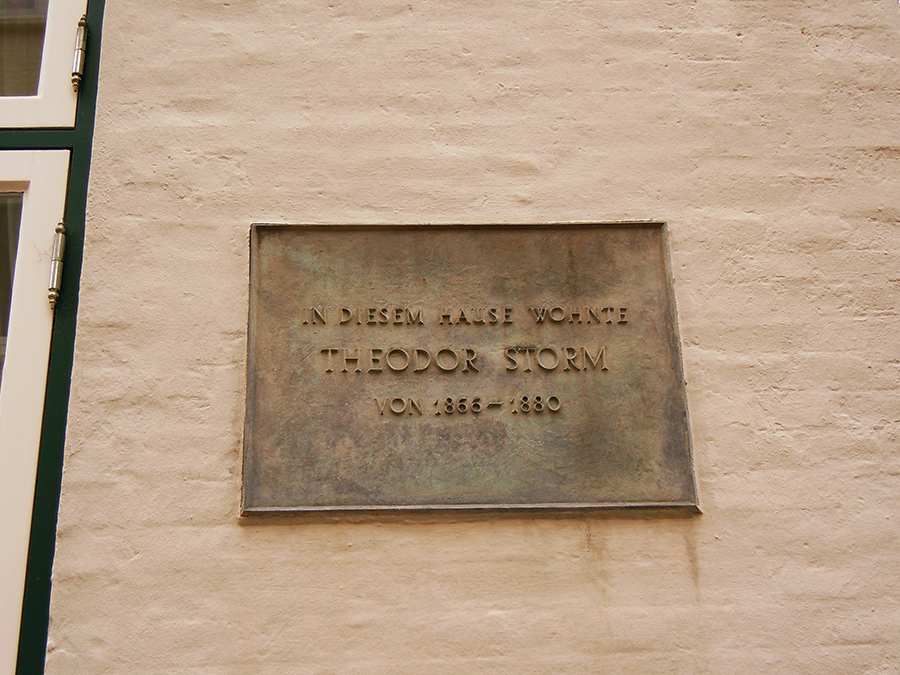 IN DIESEM HAUSE WOHNTE
THEODOR STORM
VON 1866–1880